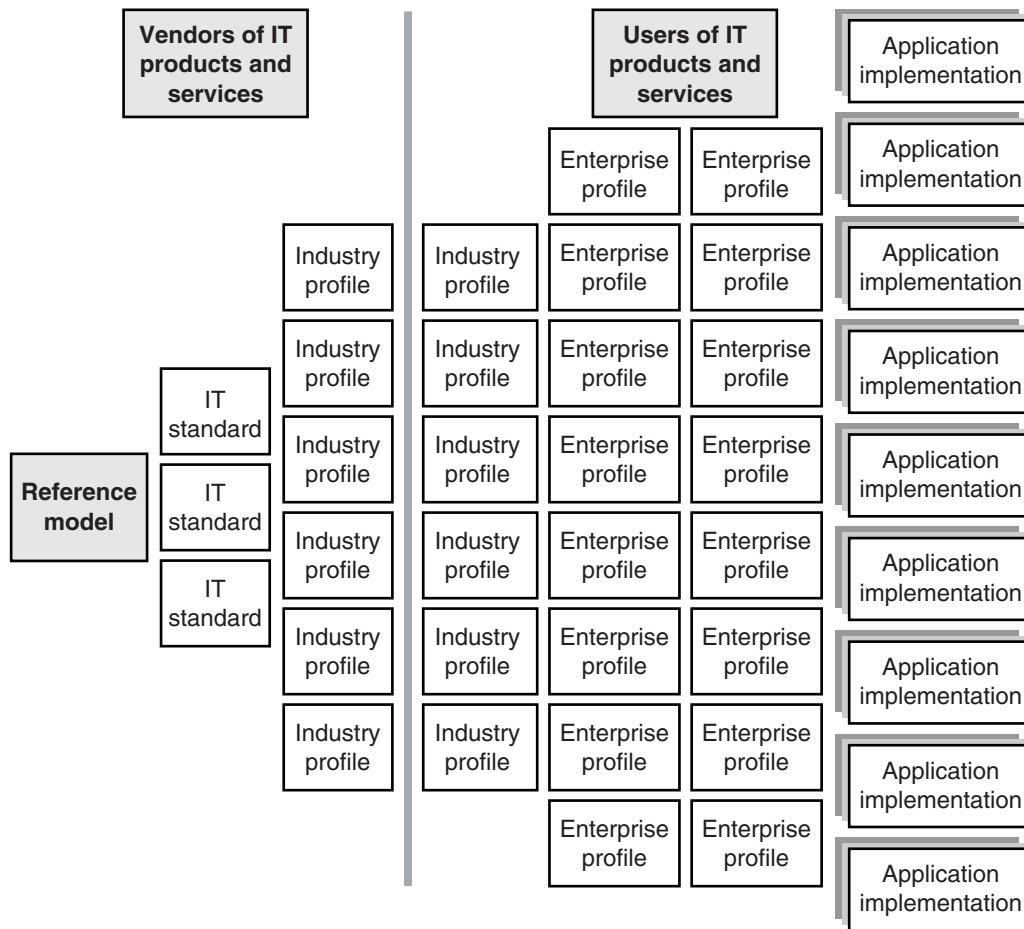 Vendors of IT
products and
services
Users of IT
products and
services
Reference
model
IT
standard
IT
standard
IT
standard
Industry
profile
Industry
profile
Industry
profile
Industry
profile
Industry
profile
Industry
profile
Industry
profile
Industry
profile
Industry
profile
Industry
profile
Industry
profile
Industry
profile
Enterprise
profile
Enterprise
profile
Enterprise
profile
Enterprise
profile
Enterprise
profile
Enterprise
profile
Enterprise
profile
Enterprise
profile
Enterprise
profile
Enterprise
profile
Enterprise
profile
Enterprise
profile
Enterprise
profile
Enterprise
profile
Enterprise
profile
Enterprise
profile
Application
implementation
Application
implementation
Application
implementation
Application
implementation
Application
implementation
Application
implementation
Application
implementation
Application
implementation
Application
implementation